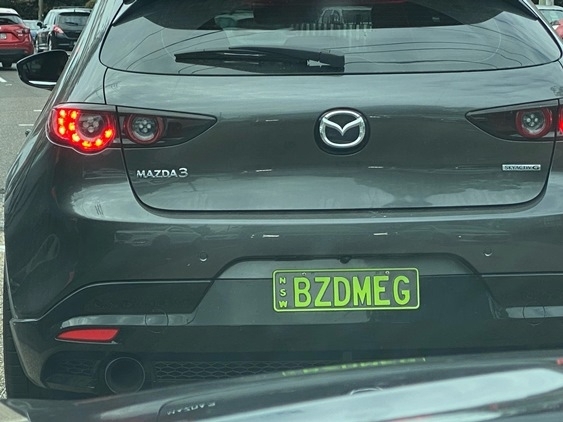 MAZDA3
SKYACTIV G
NSW BZDMEG